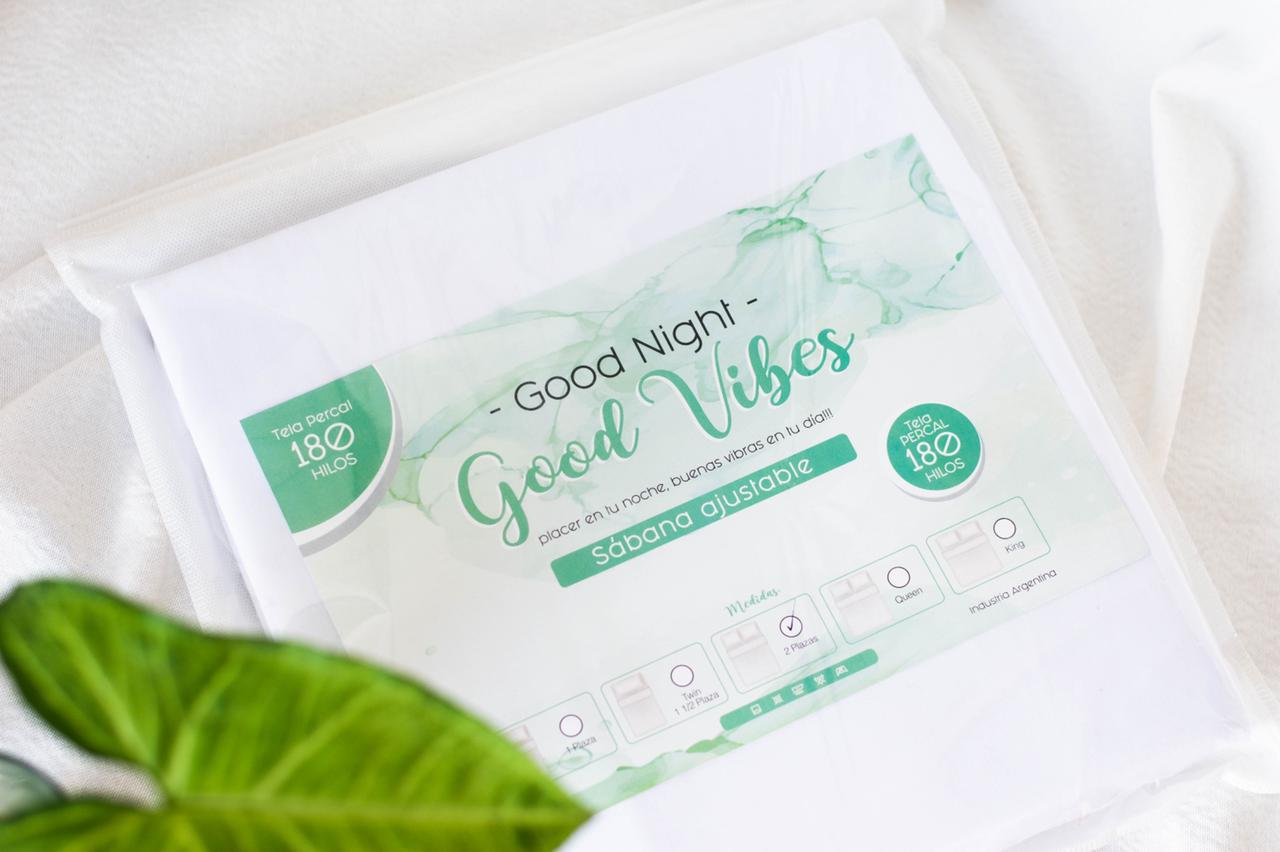 Tela Percal
180
HILOS
- Good Night -
Good Vibes
placer en tu noche, buenas vibras en tu día!!!
Sábana ajustable
Tela
PERCAL
180
HILOS
Medidas:
1 Plaza
Twin
1 1/2 Plaza
2 Plazas
Queen
King
Industria Argentina